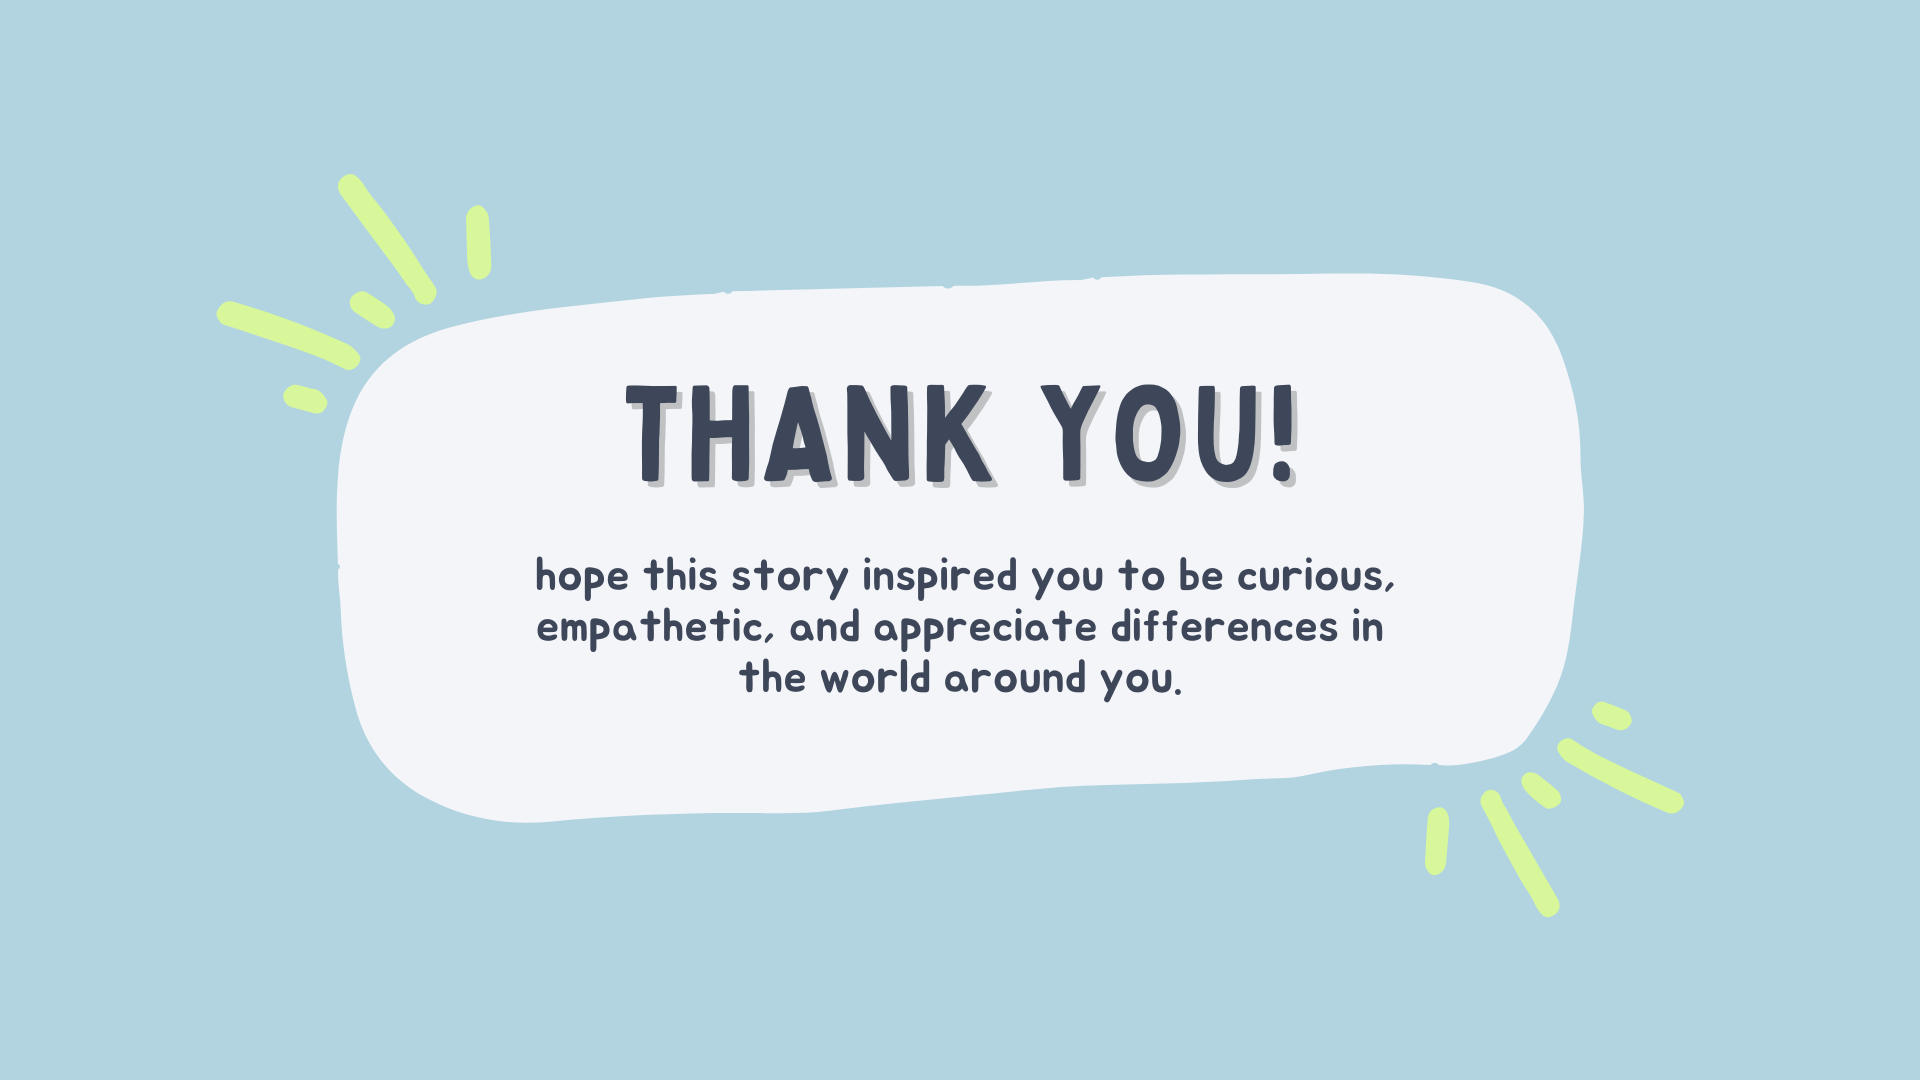 THANK YOU!
hope this story inspired you to be curious,
empathetic, and appreciate differences in
the world around you.